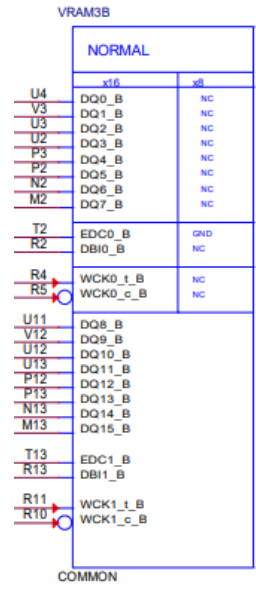 VRAM3B
NORMAL
x16 x8
U4 DQ0_B NC
V3 DQ1_B NC
U3 DQ2_B NC
U2 DQ3_B NC
P3 DQ4_B NC
P2 DQ5_B NC
N2 DQ6_B NC
M2 DQ7_B NC
T2 EDC0_B GND
R2 DBI0_B NC
R4 WCK0_t_B NC
R5 WCK0_c_B NC
U11 DQ8_B
V12 DQ9_B
U12 DQ10_B
U13 DQ11_B
P12 DQ12_B
P13 DQ13_B
N13 DQ14_B
M13 DQ15_B
T13 EDC1_B
R13 DBI1_B
R11 WCK1_t_B
R10 WCK1_c_B
COMMON